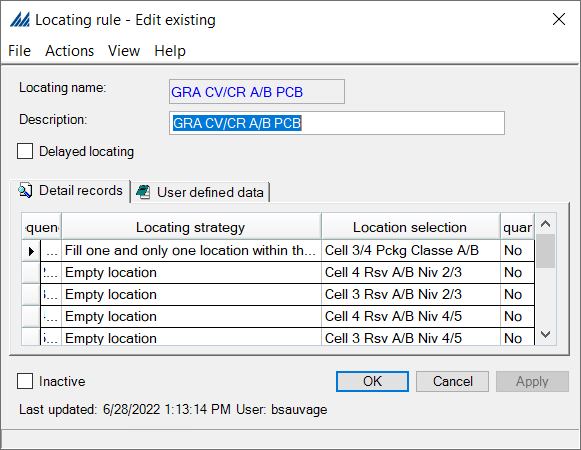 Locating rule - Edit existing
File Actions View Help
Locating name: GRA CV/CR A/B PCB
Description: GRA CV/CR A/B PCB
Delayed locating
Detail records User defined data
Locating strategy Location selection quar
... Fill one and only one location within th... Cell 3/4 Pckg Classe A/B No
2... Empty location Cell 4 Rsv A/B Niv 2/3 No
Empty location Cell 3 Rsv A/B Niv 2/3 No
Empty location Cell 4 Rsv A/B Niv 4/5 No
Empty location Cell 3 Rsv A/B Niv 4/5 No
Inactive OK Cancel Apply
Last updated: 6/28/2022 1:13:14 PM User: bsauvage